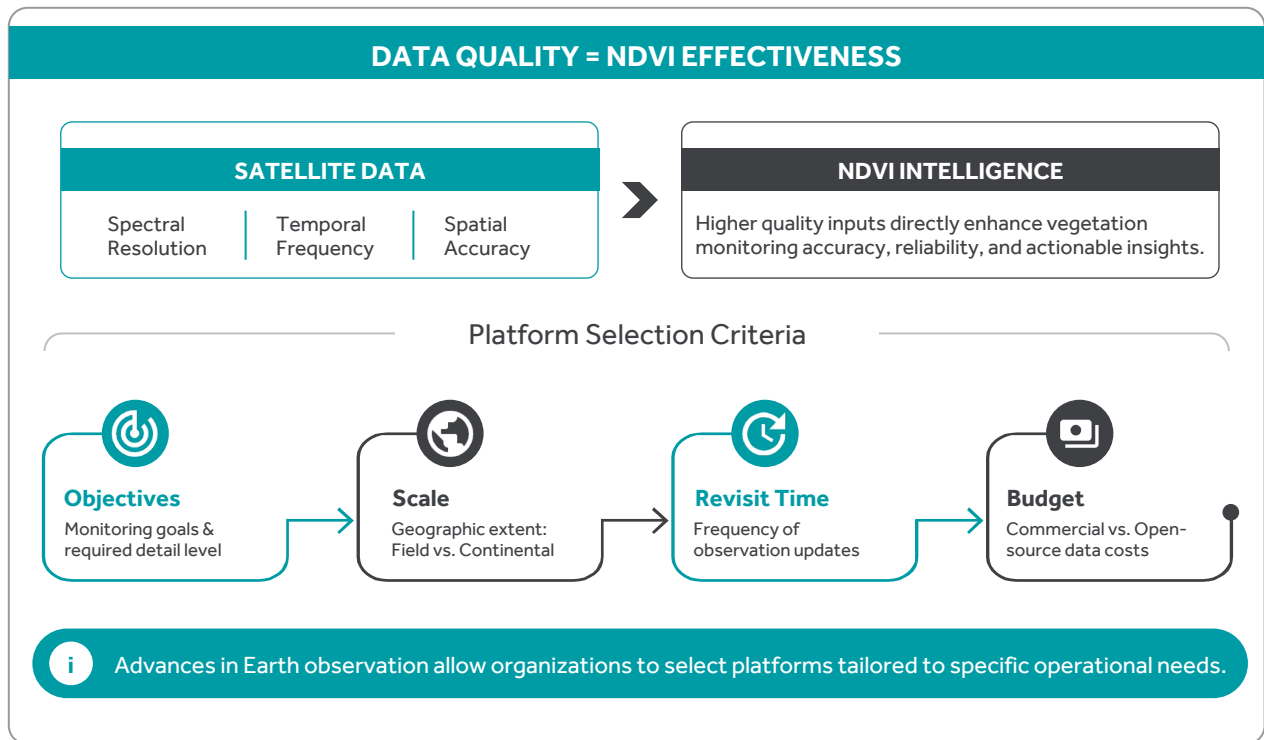 DATA QUALITY = NDVI EFFECTIVENESS
SATELLITE DATA
Spectral
Resolution
Temporal
Frequency
Spatial
Accuracy
NDVI INTELLIGENCE
Higher quality inputs directly enhance vegetation
monitoring accuracy, reliability, and actionable insights.
Platform Selection Criteria
Objectives
Monitoring goals &
required detail level
Scale
Geographic extent:
Field vs. Continental
Revisit Time
Frequency of
observation updates
Budget
Commercial vs. Open-
source data costs
i
Advances in Earth observation allow organizations to select platforms tailored to specific operational needs.